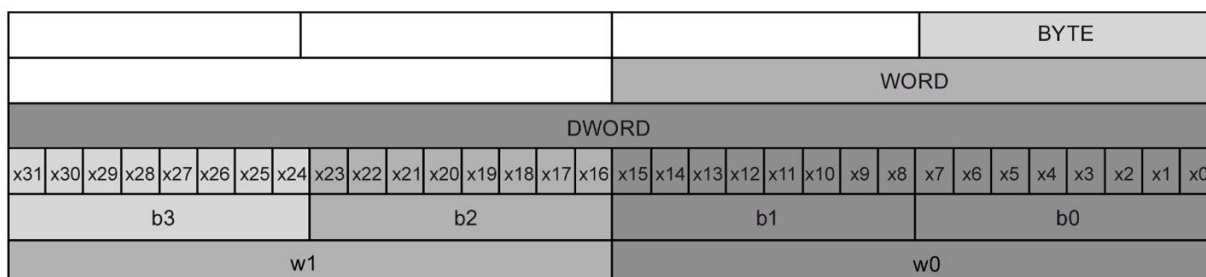 BYTE
WORD
DWORD
x31 x30 x29 x28 x27 x26 x25 x24 x23 x22 x21 x20 x19 x18 x17 x16 x15 x14 x13 x12 x11 x10 x9 x8 x7 x6 x5 x4 x3 x2 x1 x0
b3 b2 b1 b0
w1 w0